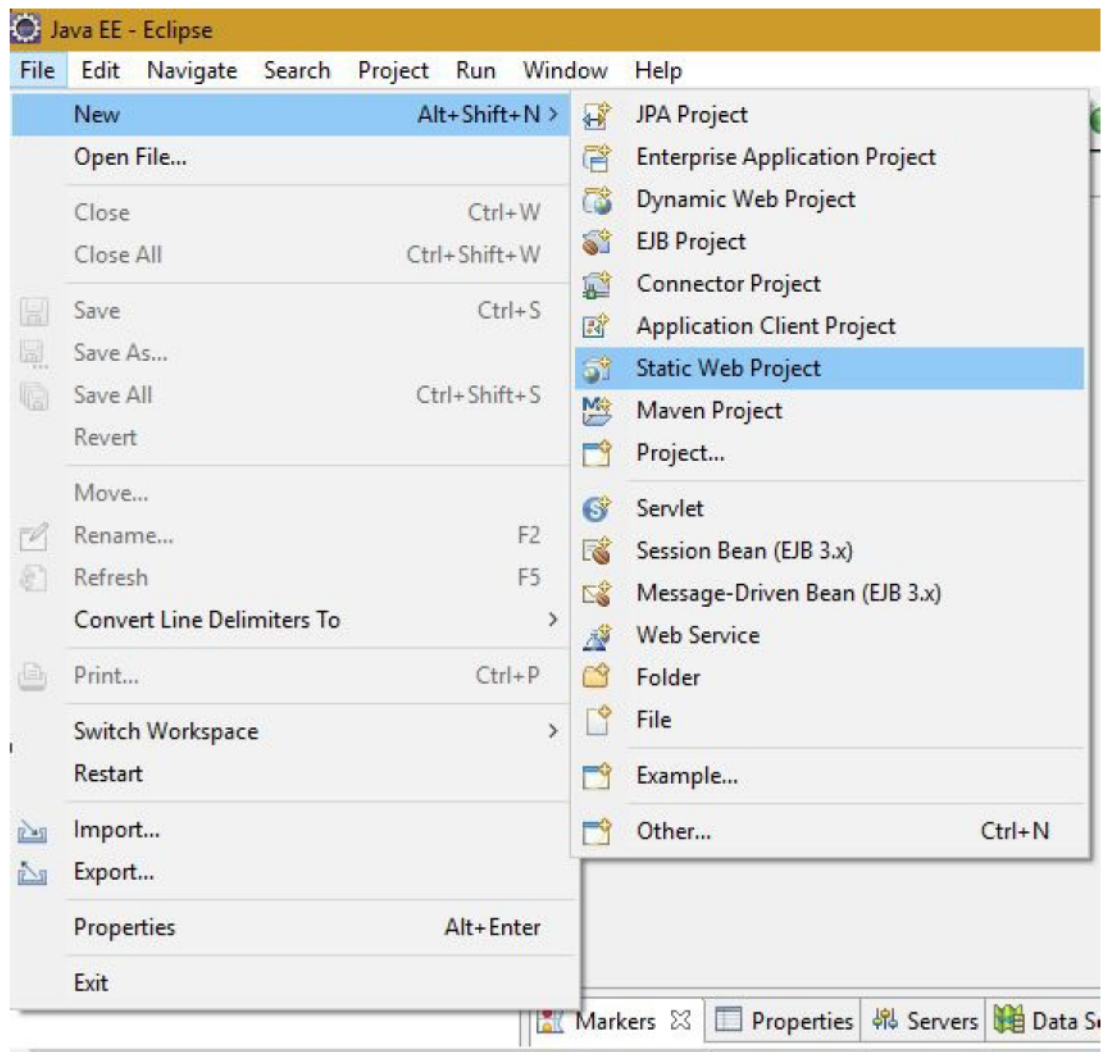 Java EE - Eclipse
File Edit Navigate Search Project Run Window Help
New Alt+Shift+N >
Open File...
Close Ctrl+W
Close All Ctrl+Shift+W
Save Ctrl+S
Save As...
Save All Ctrl+Shift+S
Revert
Move...
Rename... F2
Refresh F5
Convert Line Delimiters To >
Print... Ctrl+P
Switch Workspace >
Restart
Import...
Export...
Properties Alt+Enter
Exit
JPA Project
Enterprise Application Project
Dynamic Web Project
EJB Project
Connector Project
Application Client Project
Static Web Project
Maven Project
Project...
Servlet
Session Bean (EJB 3.x)
Message-Driven Bean (EJB 3.x)
Web Service
Folder
File
Example...
Other... Ctrl+N
Markers Properties Servers Data